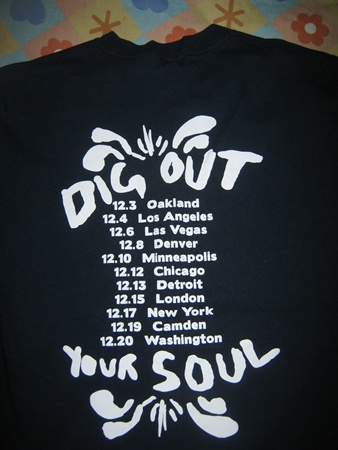 DIG OUT
12.3 Oakland
12.4 Los Angeles
12.6 Las Vegas
12.8 Denver
12.10 Minneapolis
12.12 Chicago
12.13 Detroit
12.15 London
12.17 New York
12.19 Camden
12.20 Washington
YOUR SOUL